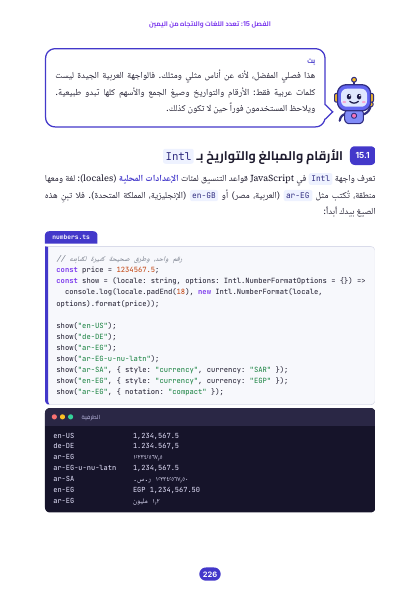 الفصل 15: تعدد اللغات والاتجاه من اليمين
بت
هذا فصلي المفضل، لأنه عن أناس مثلي ومثلك. فالواجهة العربية الجيدة ليست
كلمات عربية فقط: الأرقام والتواريخ وصيغ الجمع والأسهم كلها تبدو طبيعية.
ويلاحظ المستخدمون فوراً حين لا تكون كذلك.
15.1 الأرقام والمبالغ والتواريخ بـ Intl
تعرف واجهة Intl في JavaScript قواعد التنسيق لمئات الإعدادات المحلية (locales): لغة ومعها
منطقة، تُكتب مثل ar-EG (العربية، مصر) أو en-GB (الإنجليزية، المملكة المتحدة). فلا تبنِ هذه
الصيغ بيدك أبداً:
numbers.ts
// رقم واحد، وطرق صحيحة كثيرة لكتابته
const price = 1234567.5;
const show = (locale: string, options: Intl.NumberFormatOptions = {}) =>
console.log(locale.padEnd(18), new Intl.NumberFormat(locale,
options).format(price));
show("en-US");
show("de-DE");
show("ar-EG");
show("ar-EG-u-nu-latn");
show("ar-SA", { style: "currency", currency: "SAR" });
show("en-EG", { style: "currency", currency: "EGP" });
show("ar-EG", { notation: "compact" });
الطرفية
en-US 1,234,567.5
de-DE 1.234.567,5
ar-EG ١٬٢٣٤٬٥٦٧٫٥
ar-EG-u-nu-latn 1,234,567.5
ar-SA ١٬٢٣٤٬٥٦٧٫٥٠ ر.س.
en-EG EGP 1,234,567.50
ar-EG ١٫٢ مليون
226